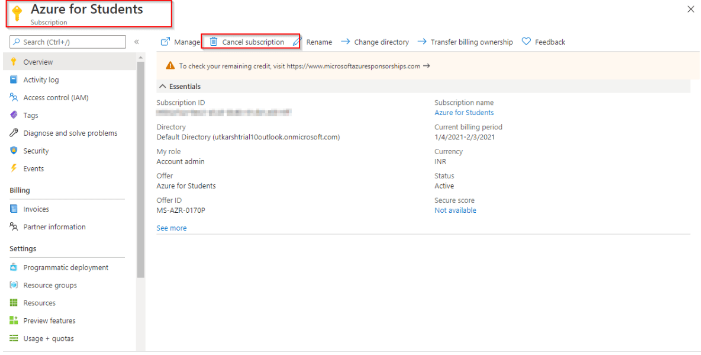 Azure for Students
Subscription
Search (Ctrl+/)
Manage Cancel subscription Rename Change directory Transfer billing ownership Feedback
Overview
Activity log
Access control (IAM)
Tags
Diagnose and solve problems
Security
Events
Billing
Invoices
Partner information
Settings
Programmatic deployment
Resource groups
Resources
Preview features
Usage + quotas
To check your remaining credit, visit https://www.microsoftazuresponsorships.com →
Essentials
Subscription ID
Directory
Default Directory (utkarshtrial10outlook.onmicrosoft.com)
My role
Account admin
Offer
Azure for Students
Offer ID
MS-AZR-0170P
See more
Subscription name
Azure for Students
Current billing period
1/4/2021-2/3/2021
Currency
INR
Status
Active
Secure score
Not available